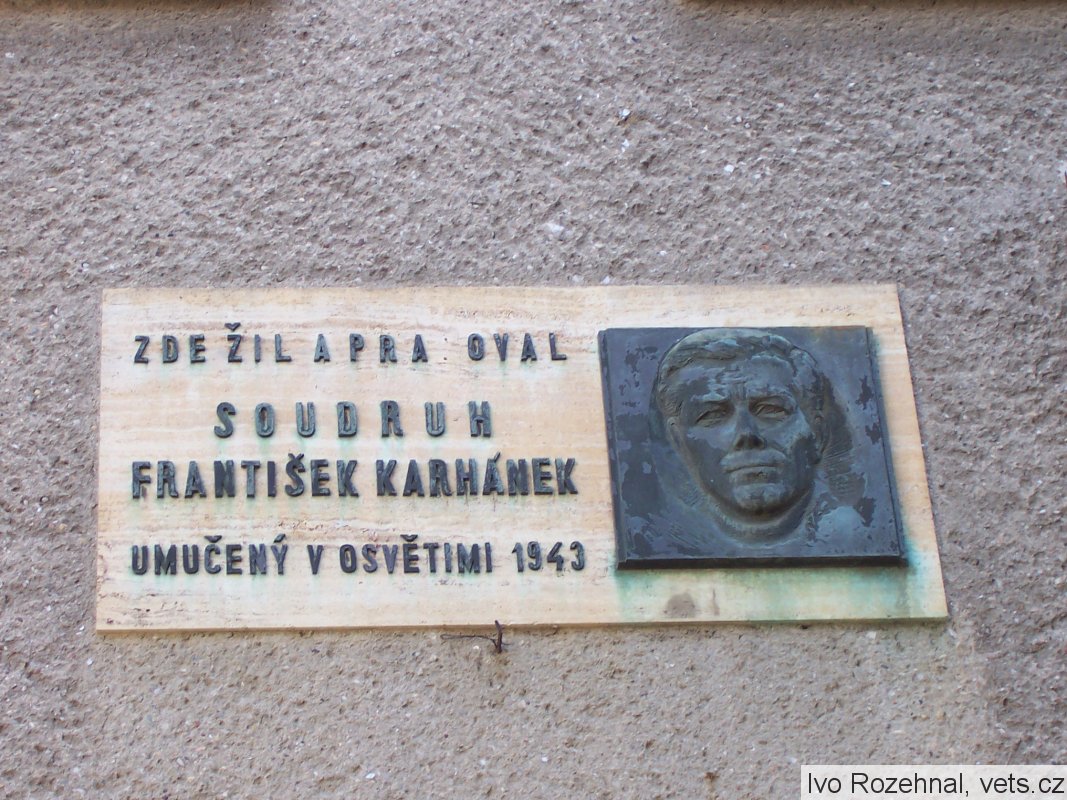 ZDE ŽIL A PRA OVAL
SOUDRUH
FRANTIŠEK KARHÁNEK
UMUČENÝ V OSVĚTIMI 1943
Ivo Rozehnal, vets.cz